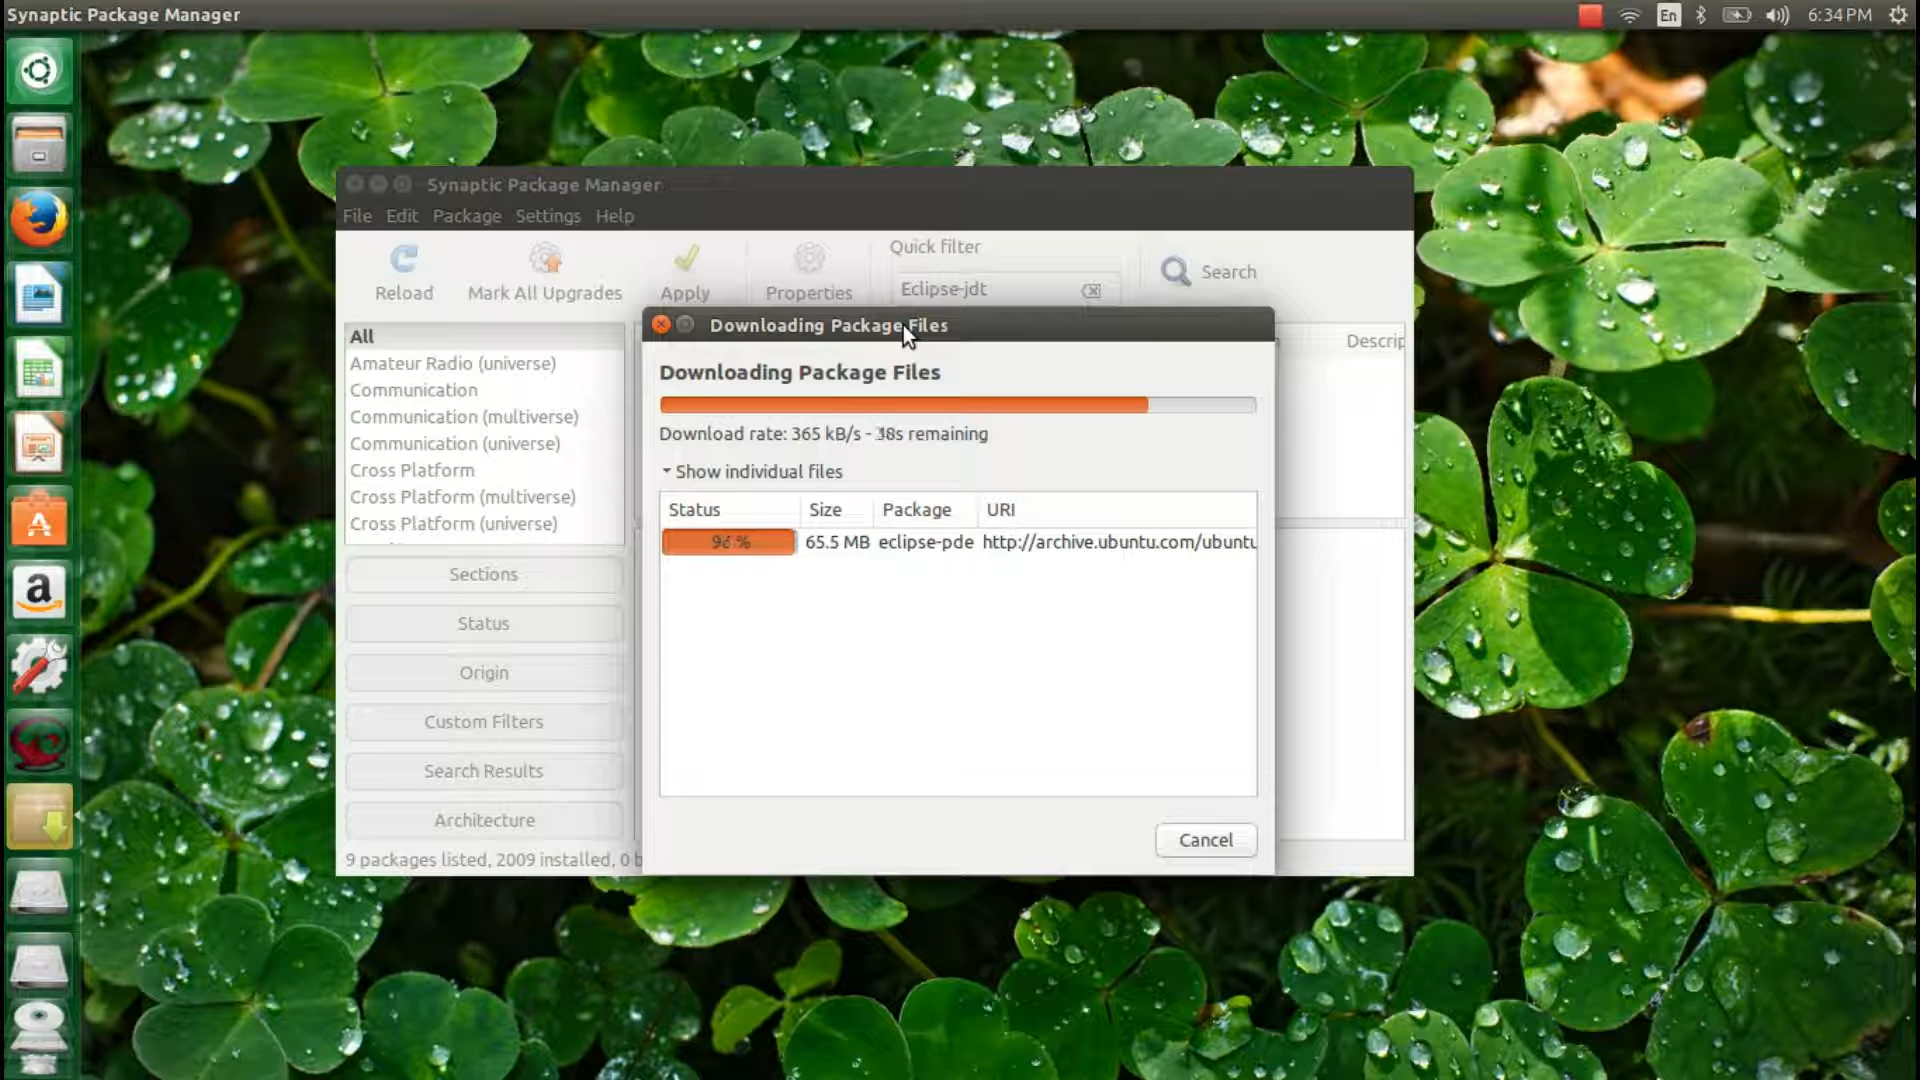 Synaptic Package Manager
En
6:34 PM
Synaptic Package Manager
File Edit Package Settings Help
Reload
Mark All Upgrades
Apply
Properties
Quick filter
Eclipse-jdt
Search
All
Amateur Radio (universe)
Communication
Communication (multiverse)
Communication (universe)
Cross Platform
Cross Platform (multiverse)
Cross Platform (universe)
Sections
Status
Origin
Custom Filters
Search Results
Architecture
9 packages listed, 2009 installed, 0 b
Descrip
Downloading Package Files
Downloading Package Files
Download rate: 365 kB/s - remaining
Show individual files
Status Size Package URI
65.5 MB eclipse-pde http://archive.ubuntu.com/ubuntu
Cancel
A
a